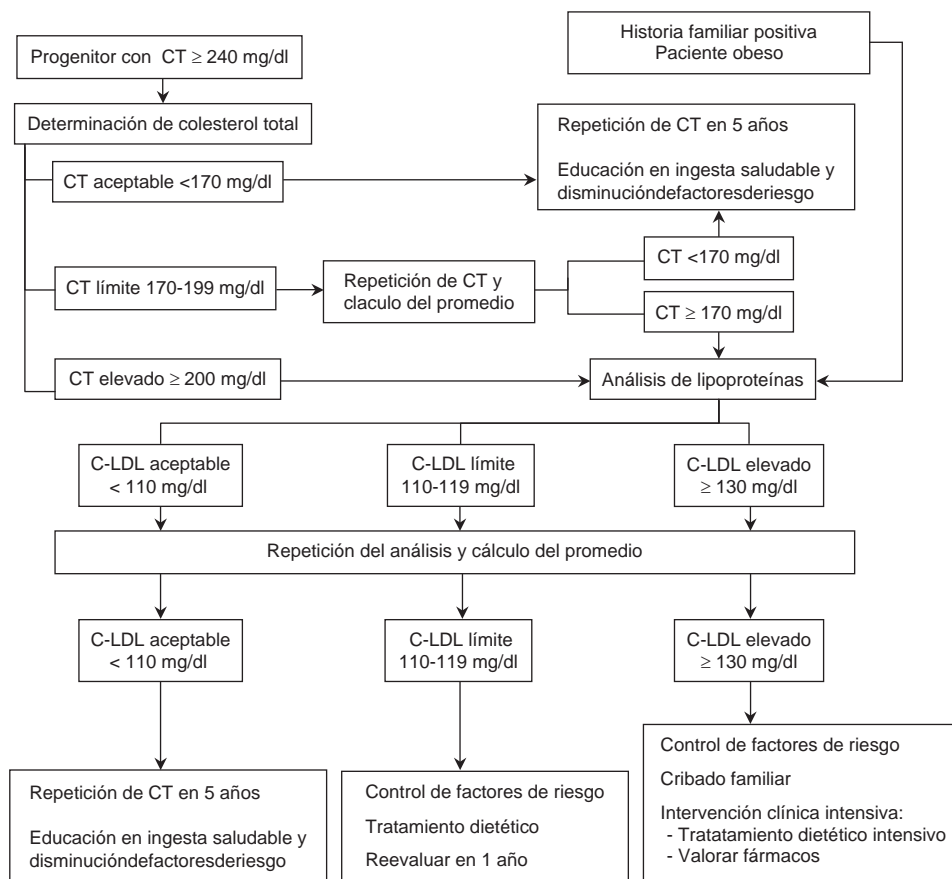 Progenitor con CT ≥ 240 mg/dl
Historia familiar positiva
Paciente obeso
Determinación de colesterol total
Repetición de CT en 5 años
Educación en ingesta saludable y
disminucióndefactoresderiesgo
CT aceptable <170 mg/dl
CT límite 170-199 mg/dl
Repetición de CT y
claculo del promedio
CT <170 mg/dl
CT ≥ 170 mg/dl
CT elevado ≥ 200 mg/dl
Análisis de lipoproteínas
C-LDL aceptable
< 110 mg/dl
C-LDL límite
110-119 mg/dl
C-LDL elevado
≥ 130 mg/dl
Repetición del análisis y cálculo del promedio
C-LDL aceptable
< 110 mg/dl
C-LDL límite
110-119 mg/dl
C-LDL elevado
≥ 130 mg/dl
Repetición de CT en 5 años
Educación en ingesta saludable y
disminucióndefactoresderiesgo
Control de factores de riesgo
Tratamiento dietético
Reevaluar en 1 año
Control de factores de riesgo
Cribado familiar
Intervención clínica intensiva:
- Tratatamiento dietético intensivo
- Valorar fármacos